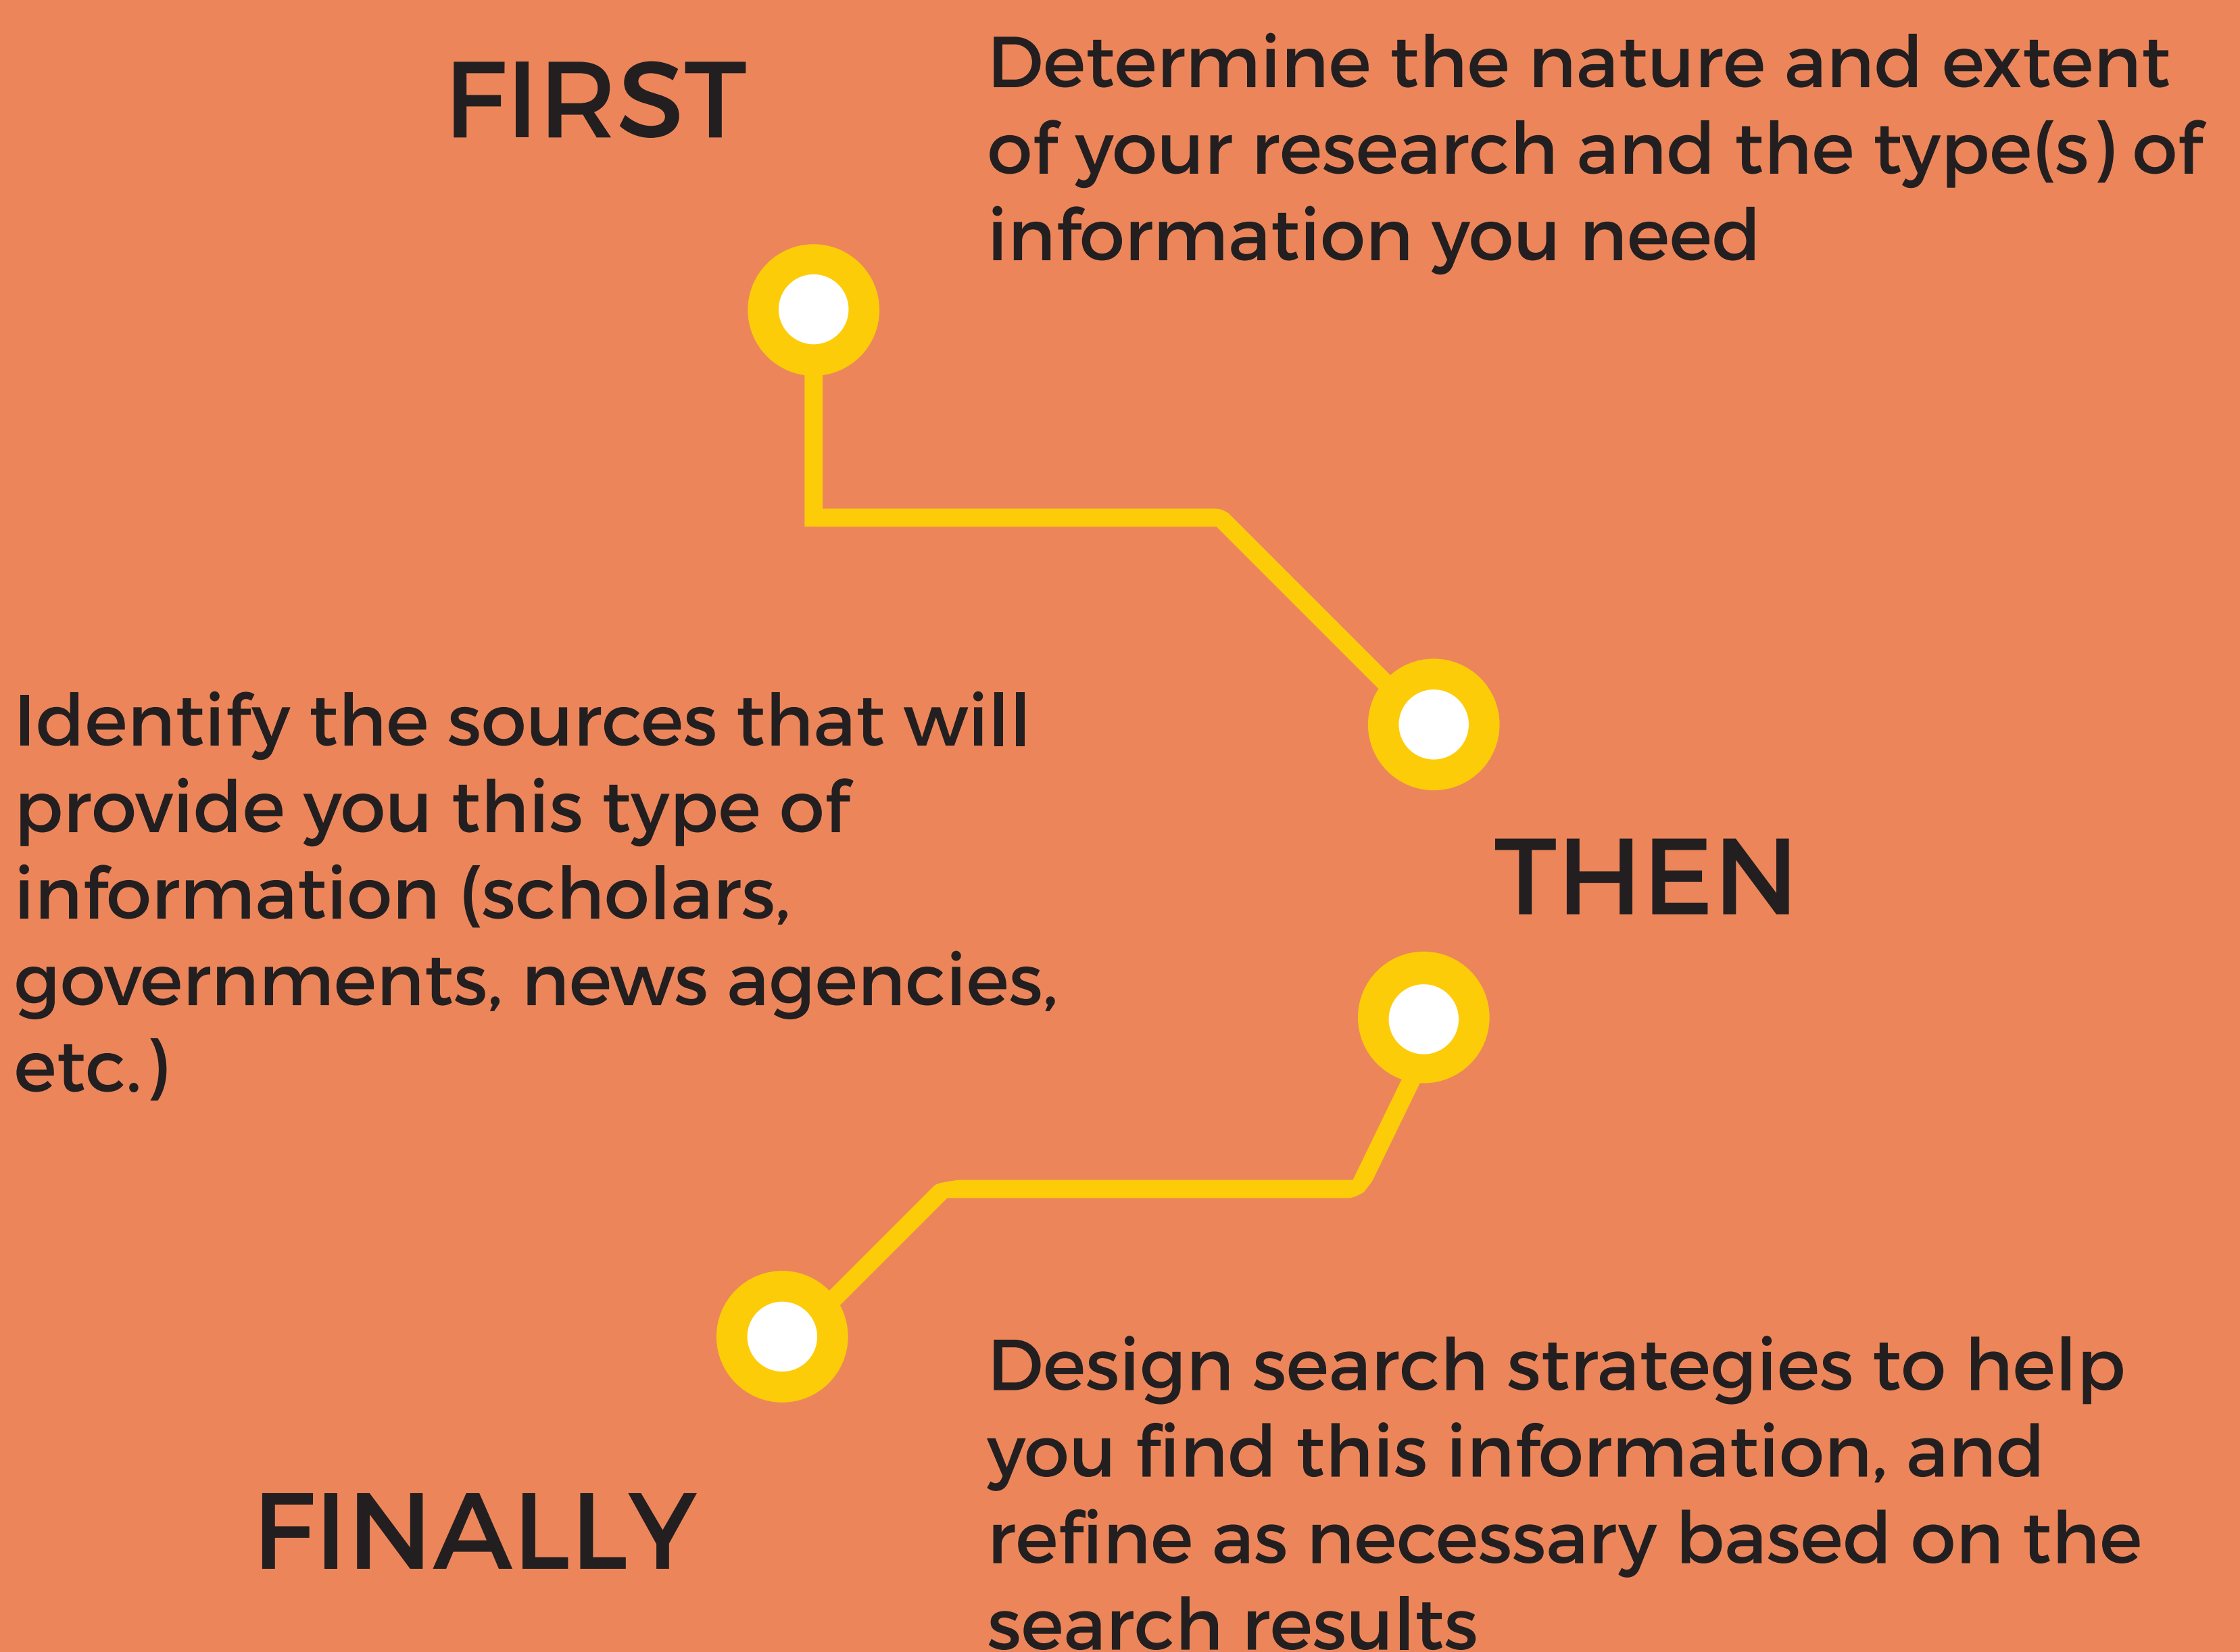 FIRST
Determine the nature and extent
of your research and the type(s) of
information you need
Identify the sources that will
provide you this type of
information (scholars,
governments, news agencies,
etc.)
THEN
FINALLY
Design search strategies to help
you find this information, and
refine as necessary based on the
search results